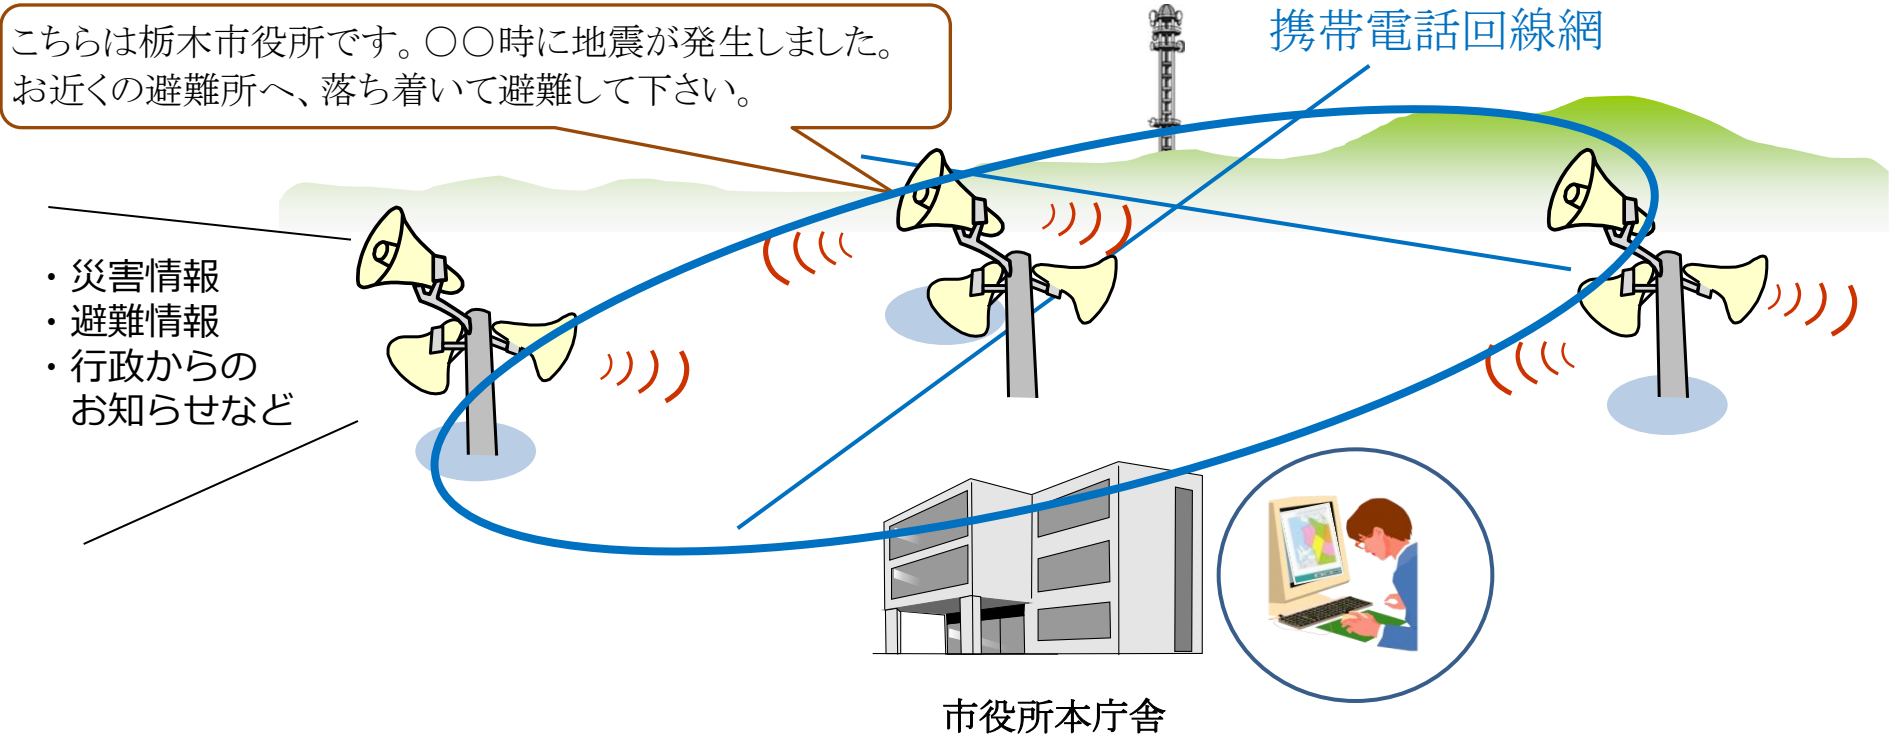 こちらは栃木市役所です。〇〇時に地震が発生しました。
お近くの避難所へ、落ち着いて避難して下さい。
携帯電話回線網
・災害情報
・避難情報
・行政からの
お知らせなど
市役所本庁舎